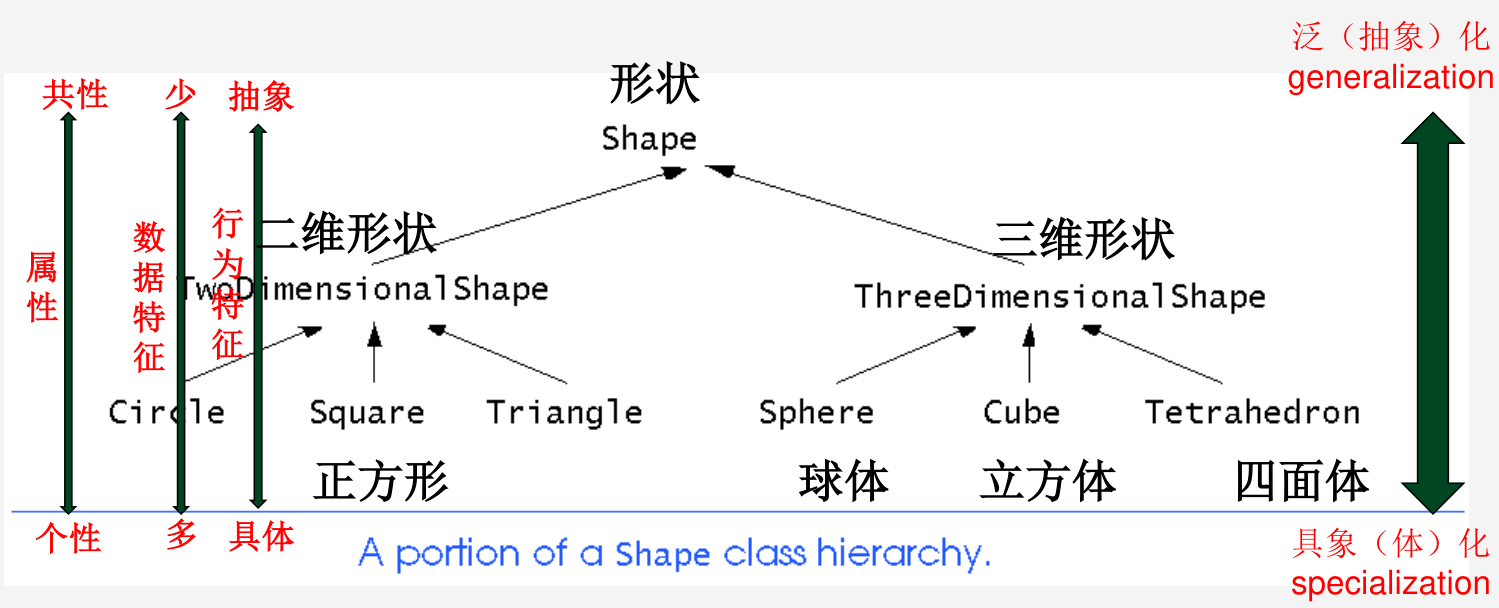 泛（抽象）化
generalization
共性
少
抽象
形状
Shape
属性
数据特征
行为特征
二维形状
TwoDimensionalShape
三维形状
ThreeDimensionalShape
Circle
Square
Triangle
Sphere
Cube
Tetrahedron
正方形
球体
立方体
四面体
个性
多
具体
A portion of a Shape class hierarchy.
具象（体）化
specialization